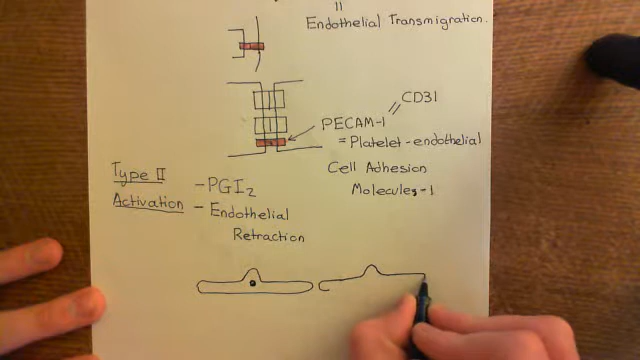 =
Endothelial Transmigration.
CD31
//
PECAM-1
= Platelet-endothelial
Cell Adhesion
Molecules-1
Type II
Activation
- PGI2
- Endothelial
Retraction